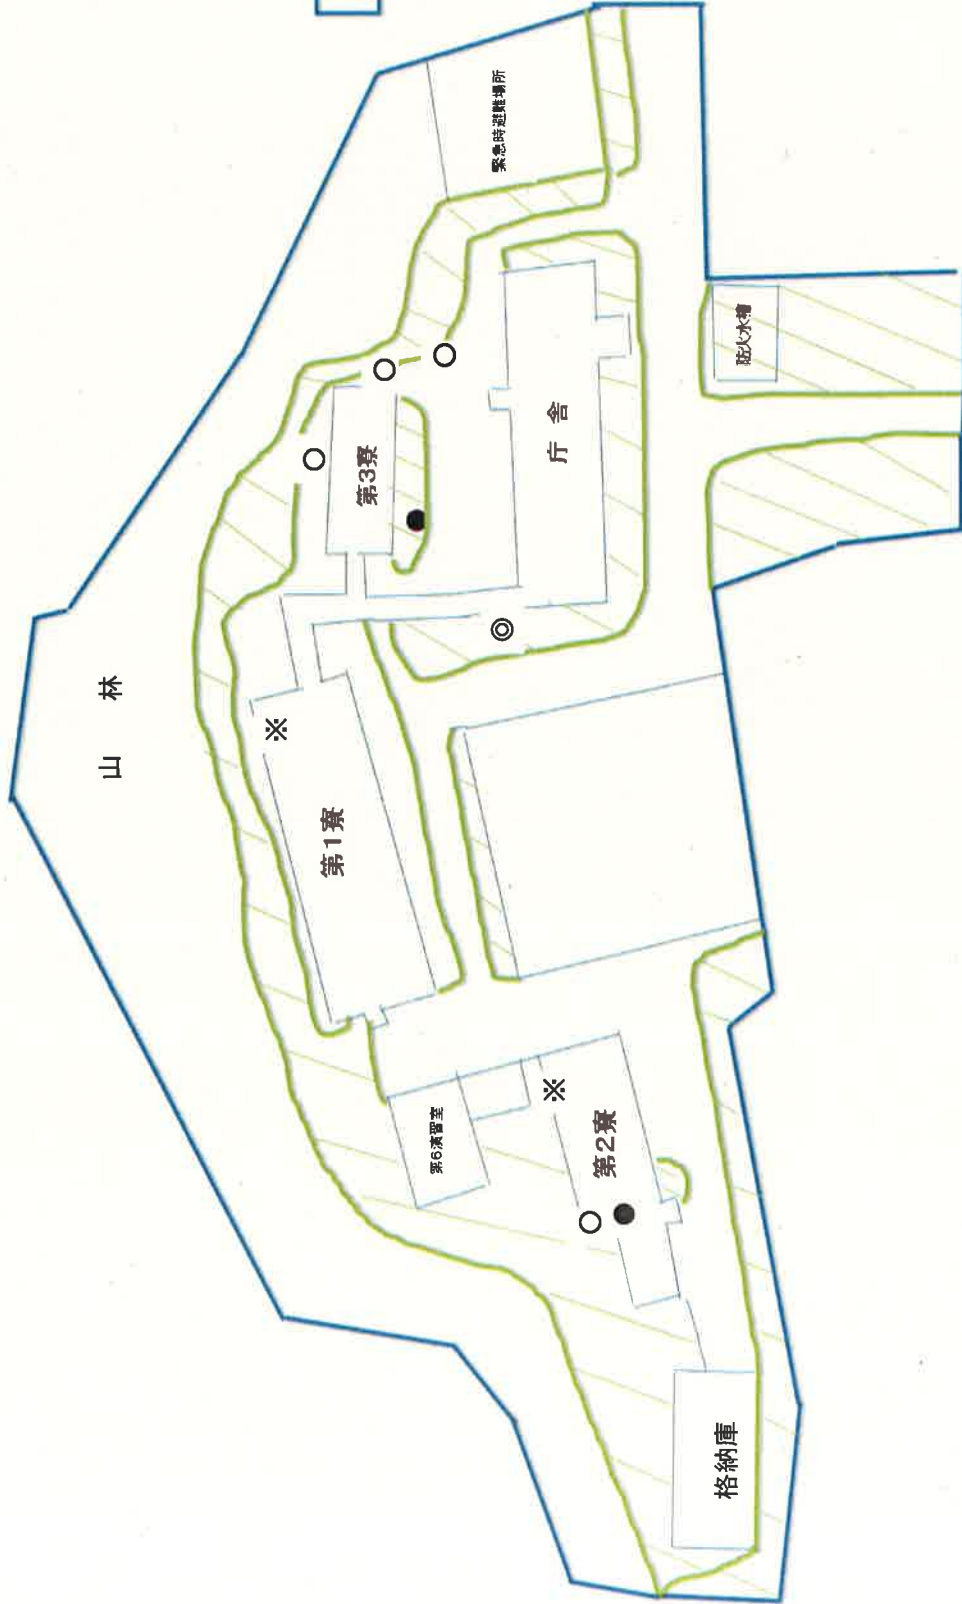 緊急時避難場所
防火水槽
庁舎
第3寮
山林
※
第1寮
第6演習室
※
第2寮
格納庫